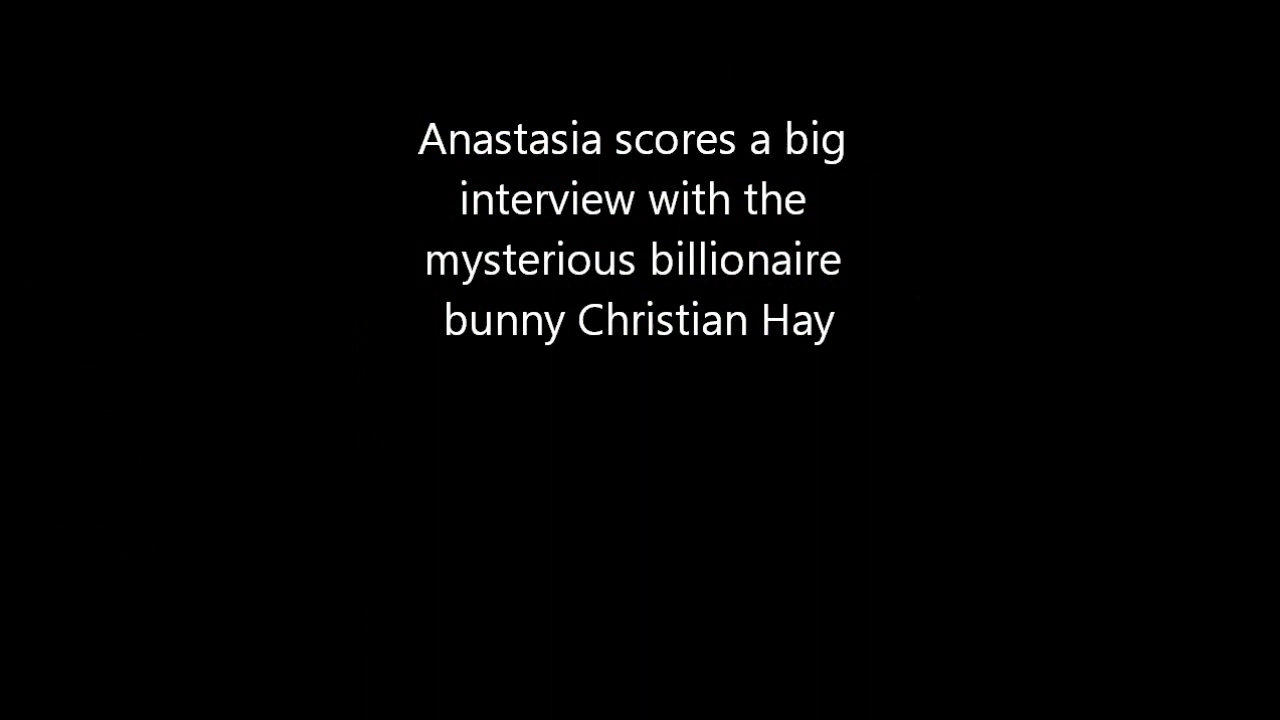 Anastasia scores a big
interview with the
mysterious billionaire
bunny Christian Hay